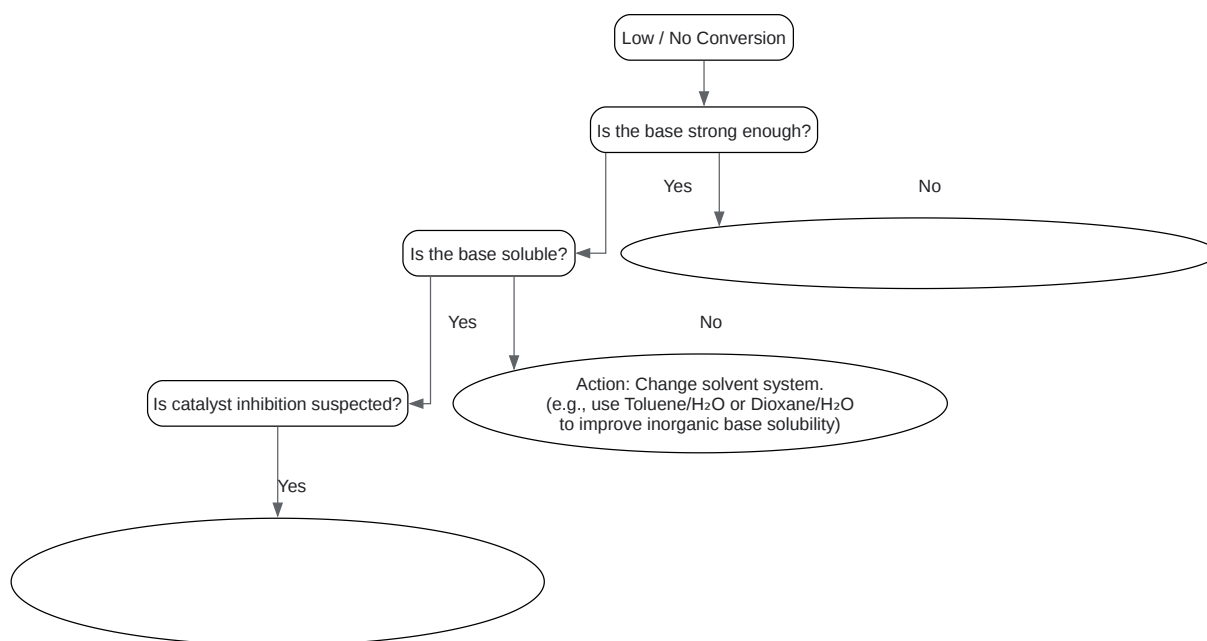 Low / No Conversion
Is the base strong enough?
Yes
No
Is the base soluble?
Yes
No
Action: Change solvent system.
(e.g., use Toluene/H₂O or Dioxane/H₂O
to improve inorganic base solubility)
Is catalyst inhibition suspected?
Yes